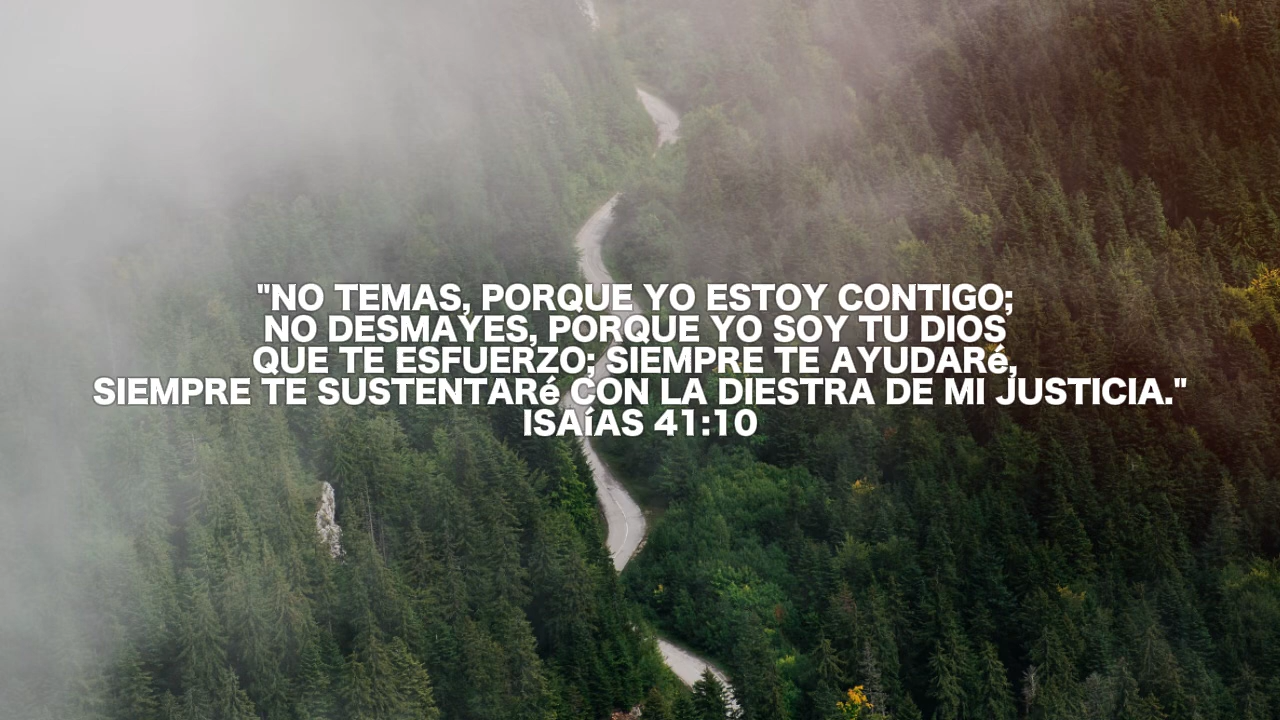 "NO TEMAS, PORQUE YO ESTOY CONTIGO;
NO DESMAYES, PORQUE YO SOY TU DIOS
QUE TE ESFUERZO; SIEMPRE TE AYUDARé,
SIEMPRE TE SUSTENTARé CON LA DIESTRA DE MI JUSTICIA."
ISAíAS 41:10